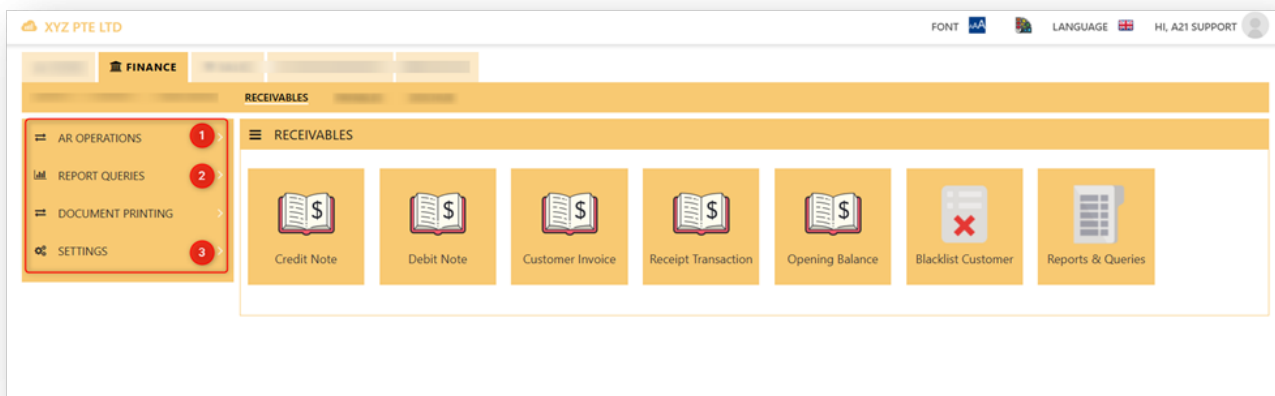 XYZ PTE LTD
FONT A LANGUAGE HI, A21 SUPPORT
FINANCE
RECEIVABLES
AR OPERATIONS 1
REPORT QUERIES 2
DOCUMENT PRINTING
SETTINGS 3
RECEIVABLES
$ $ $ $ $
Credit Note Debit Note Customer Invoice Receipt Transaction Opening Balance Blacklist Customer Reports & Queries